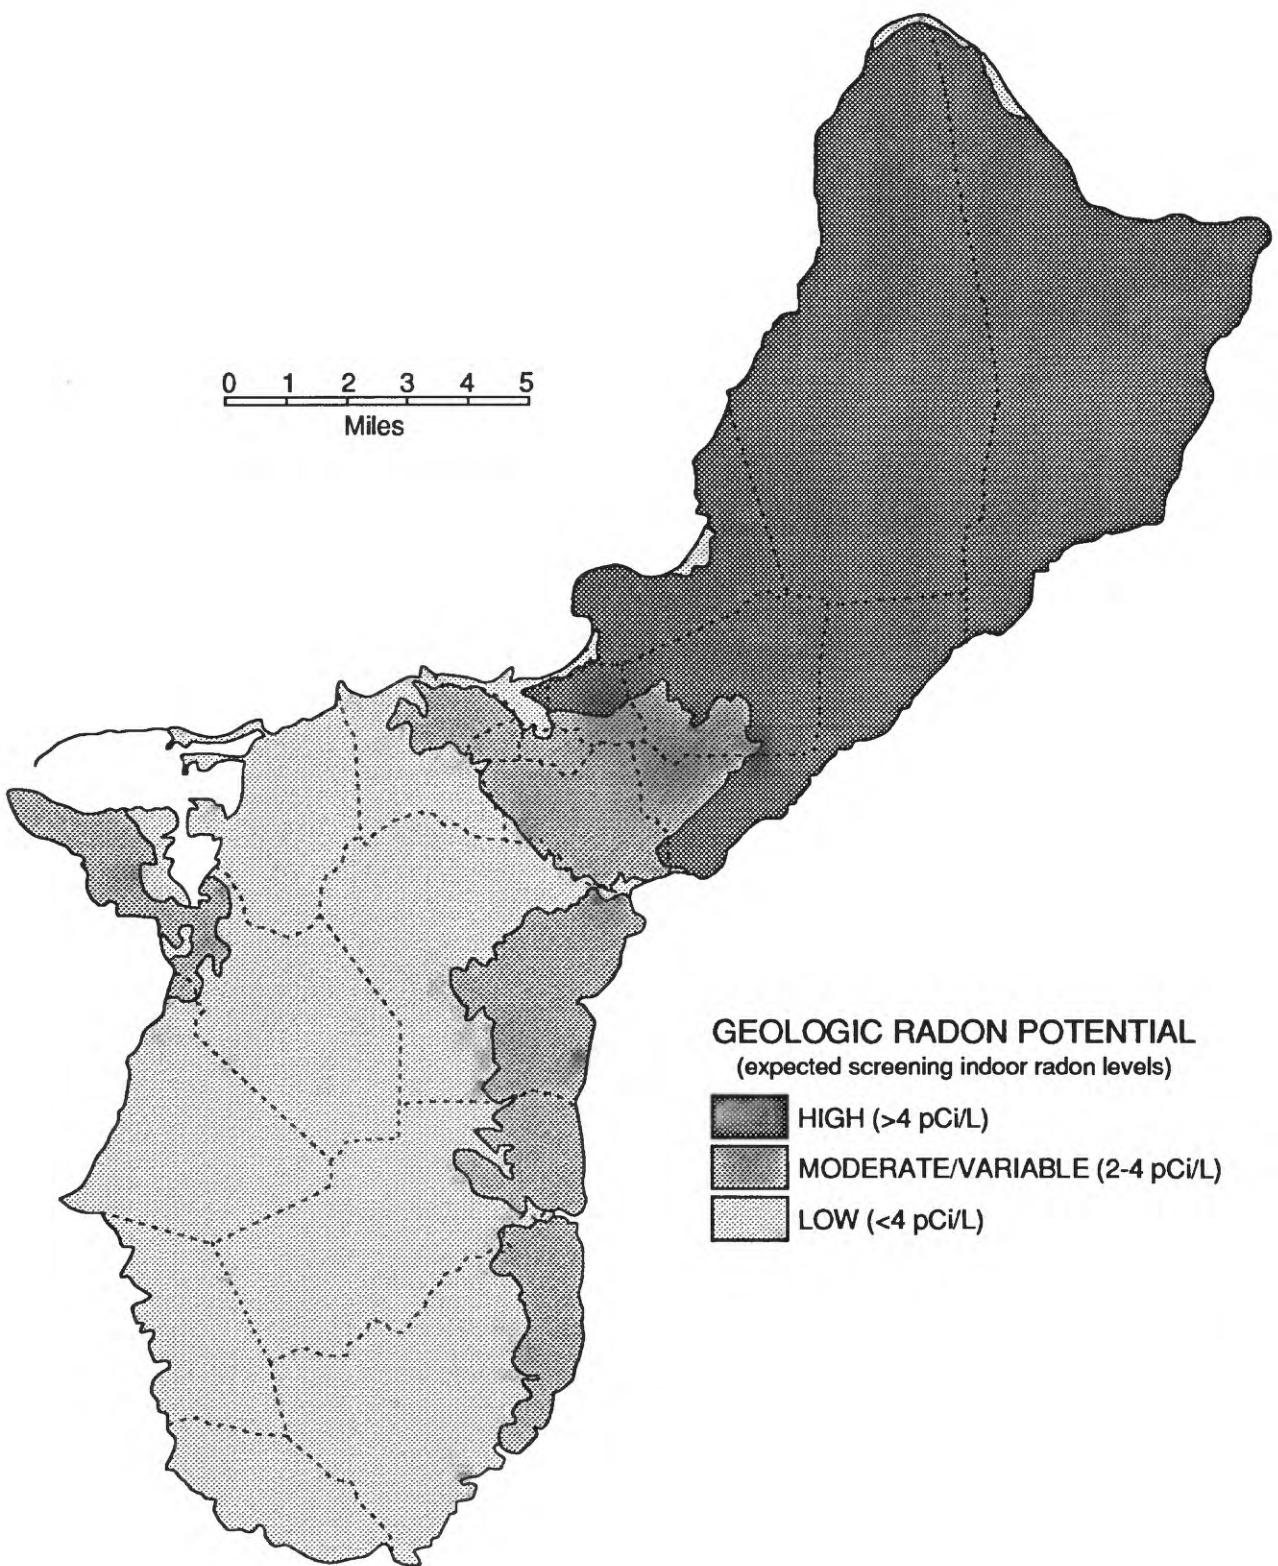 0 1 2 3 4 5
Miles
GEOLOGIC RADON POTENTIAL
(expected screening indoor radon levels)
HIGH (>4 pCi/L)
MODERATE/VARIABLE (2-4 pCi/L)
LOW (<4 pCi/L)